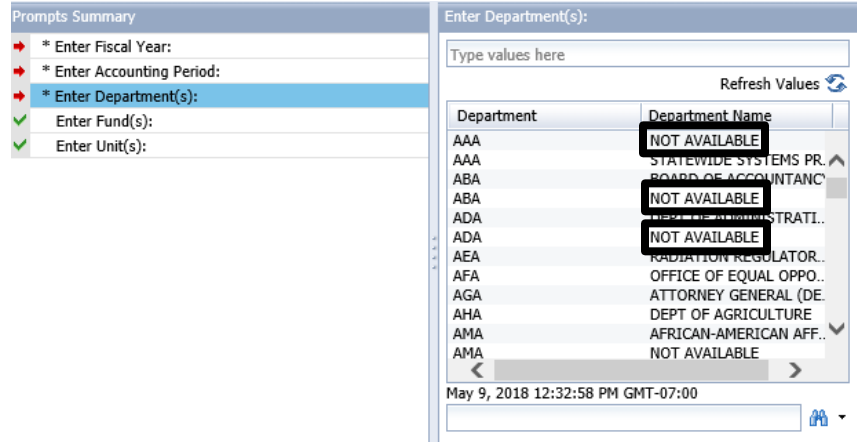 Prompts Summary
* Enter Fiscal Year:
* Enter Accounting Period:
* Enter Department(s):
Enter Fund(s):
Enter Unit(s):
Enter Department(s):
Type values here
Refresh Values
Department Department Name
AAA NOT AVAILABLE
AAA STATEWIDE SYSTEMS PR..
ABA BOARD OF ACCOUNTANCY
ABA NOT AVAILABLE
ADA DEPT OF ADMINISTRATI...
ADA NOT AVAILABLE
AEA RADIATION REGULATOR..
AFA OFFICE OF EQUAL OPPO..
AGA ATTORNEY GENERAL (DE.
AHA DEPT OF AGRICULTURE
AMA AFRICAN-AMERICAN AFF..
AMA NOT AVAILABLE
May 9, 2018 12:32:58 PM GMT-07:00